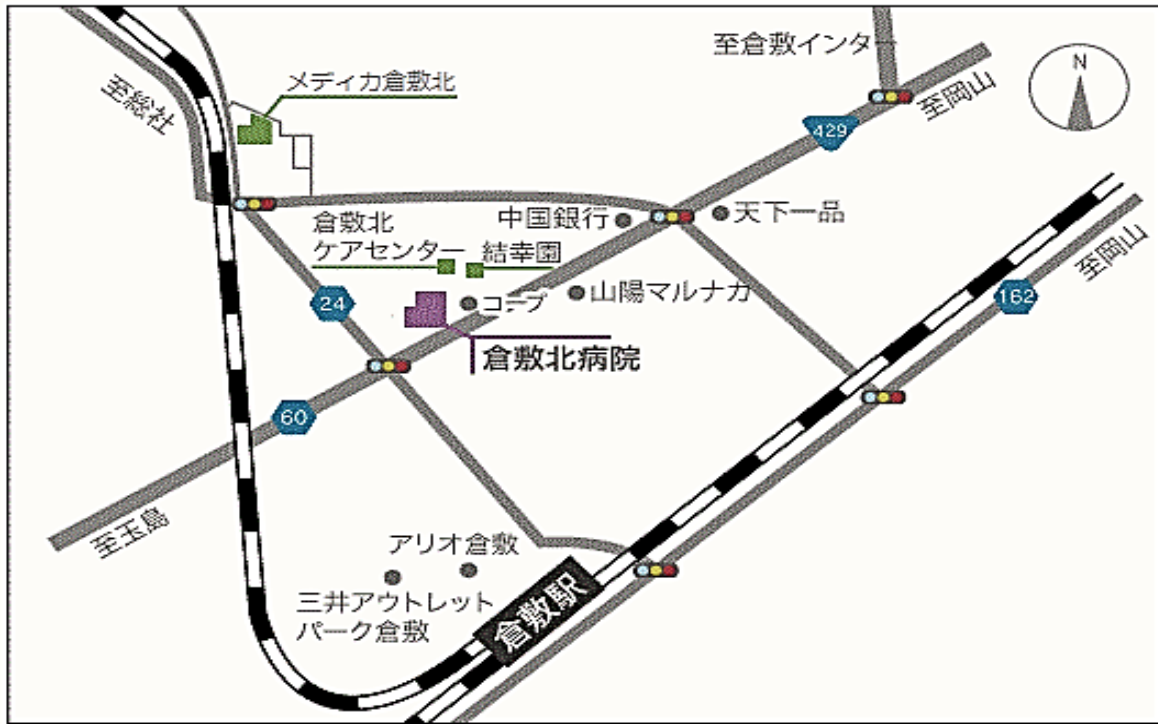 至倉敷インター
N
メディカ倉敷北
至総社
至岡山
429
中国銀行
天下一品
倉敷北
ケアセンター
結幸園
至岡山
162
24
コープ
山陽マルナカ
倉敷北病院
60
至玉島
アリオ倉敷
三井アウトレット
パーク倉敷
倉敷駅